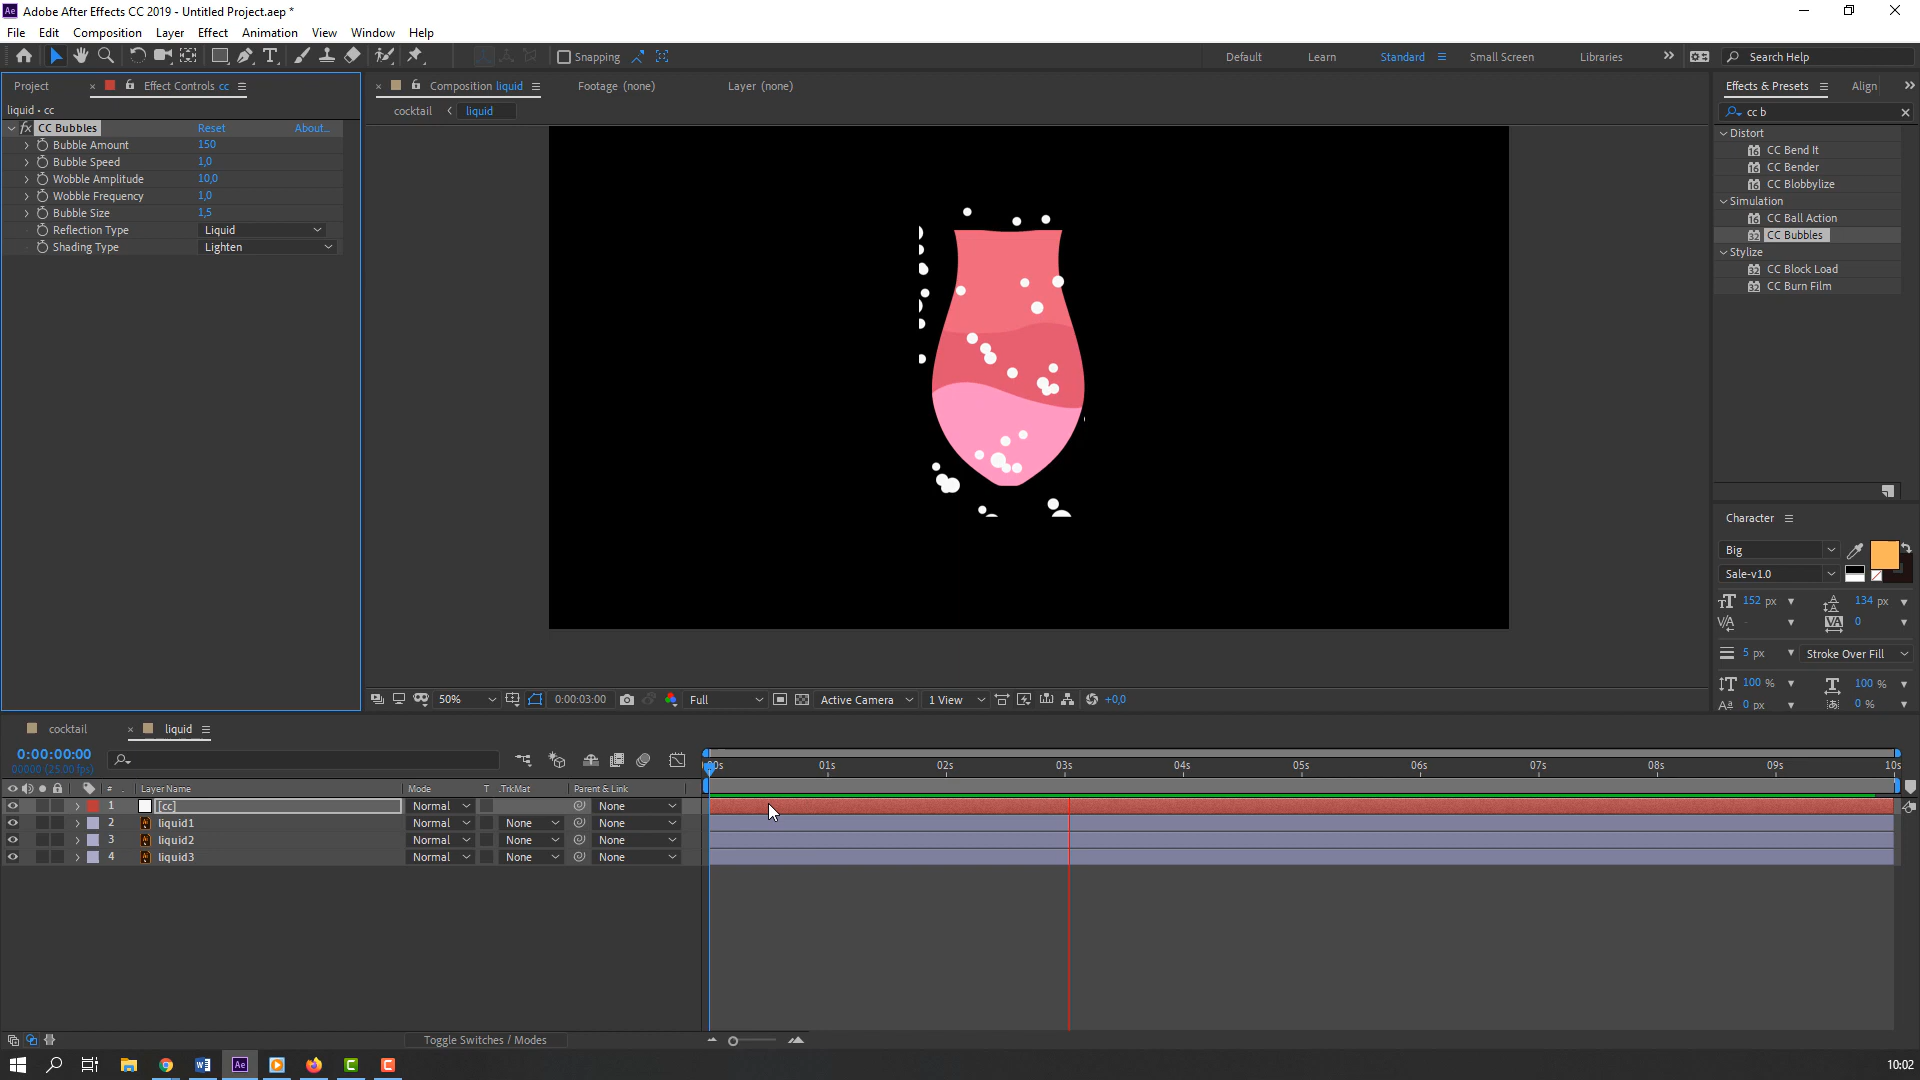 Adobe After Effects CC 2019 - Untitled Project.aep *
File Edit Composition Layer Effect Animation View Window Help
Snapping
Default Learn Standard Small Screen Libraries Search Help
Project Effect Controls cc
liquid • cc
CC Bubbles Reset About...
Bubble Amount 150
Bubble Speed 1,0
Wobble Amplitude 10,0
Wobble Frequency 1,0
Bubble Size 1,5
Reflection Type Liquid
Shading Type Lighten
Composition liquid Footage (none) Layer (none)
cocktail liquid
50% 0:00:03:00 Full Active Camera 1 View +0,0
Effects & Presets Align
cc b
Distort
CC Bend It
CC Bender
CC Blobbylize
Simulation
CC Ball Action
CC Bubbles
Stylize
CC Block Load
CC Burn Film
Character
Big
Sale-v1.0
152 px 134 px
0
5 px Stroke Over Fill
100 % 100 %
0 px 0 %
cocktail liquid
0:00:00:00
00000 (25.00 fps)
00s 01s 02s 03s 04s 05s 06s 07s 08s 09s 10s
# Layer Name Mode T .TrkMat Parent & Link
1 [cc] Normal None
2 liquid1 Normal None None
3 liquid2 Normal None None
4 liquid3 Normal None None
Toggle Switches / Modes
10:02